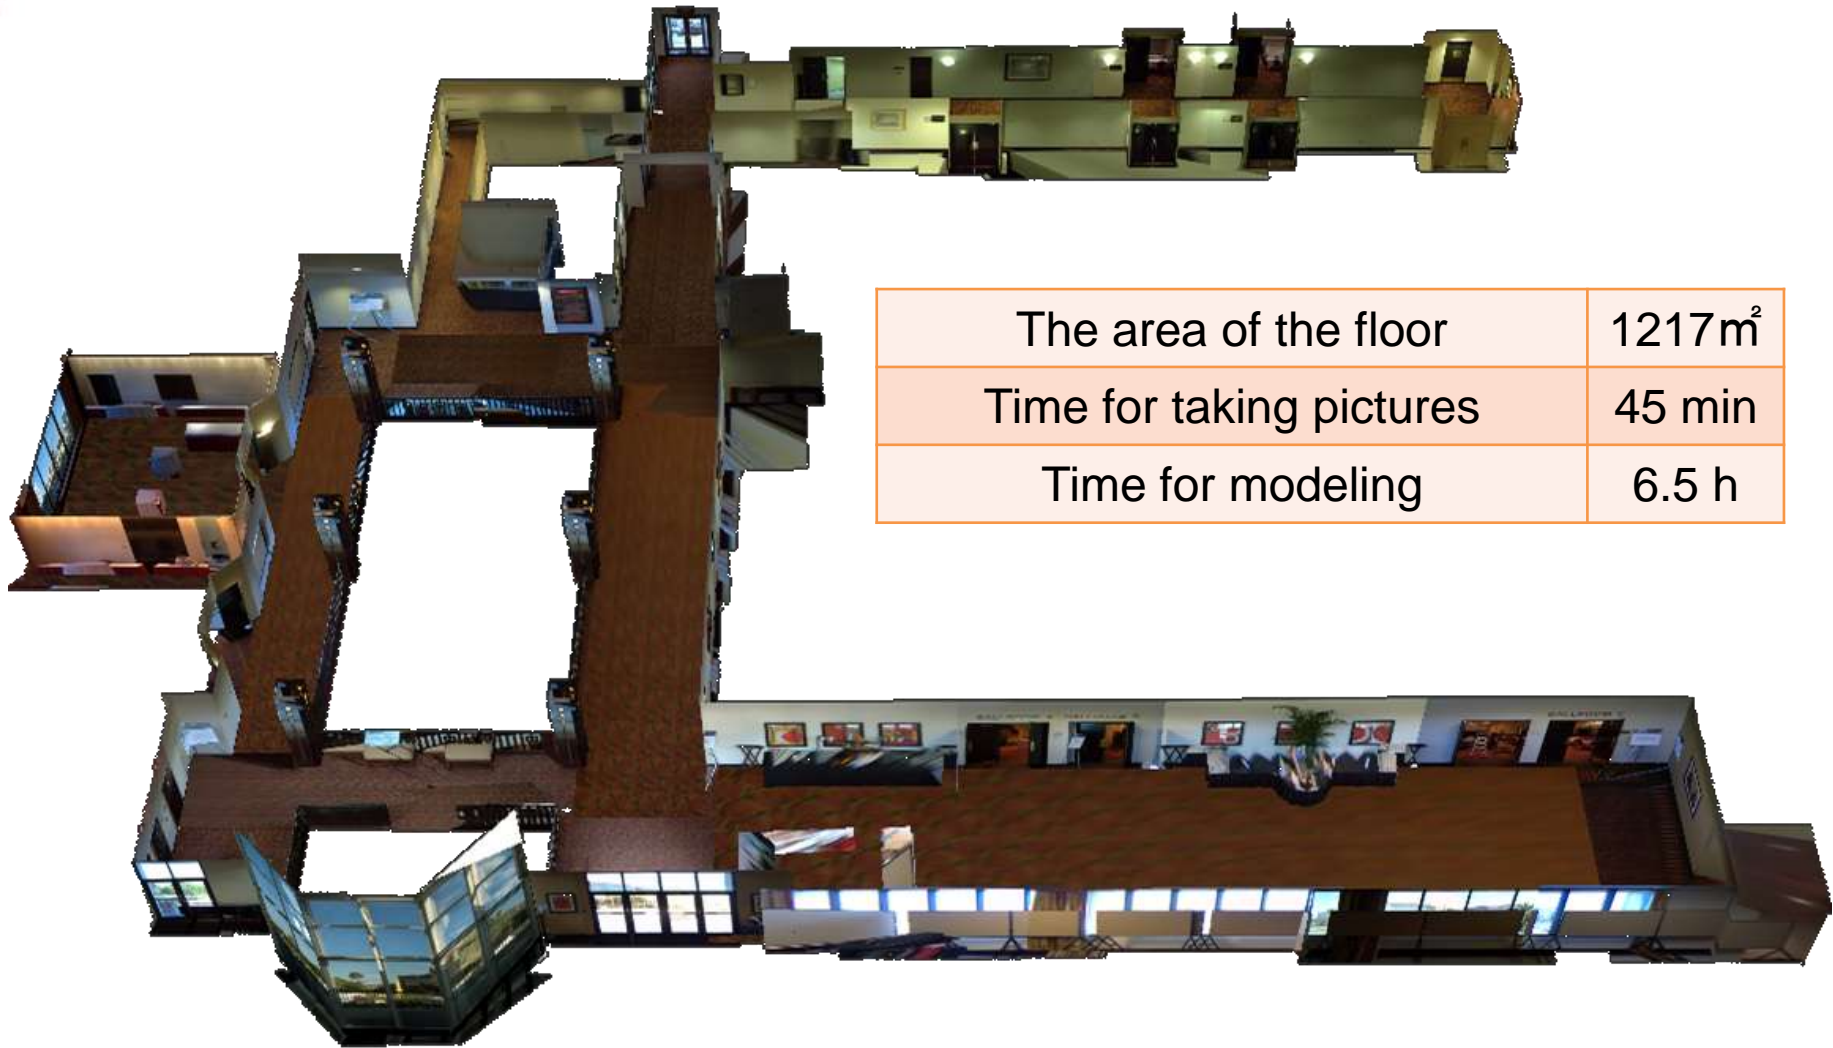 The area of the floor 1217㎡
Time for taking pictures 45 min
Time for modeling 6.5 h